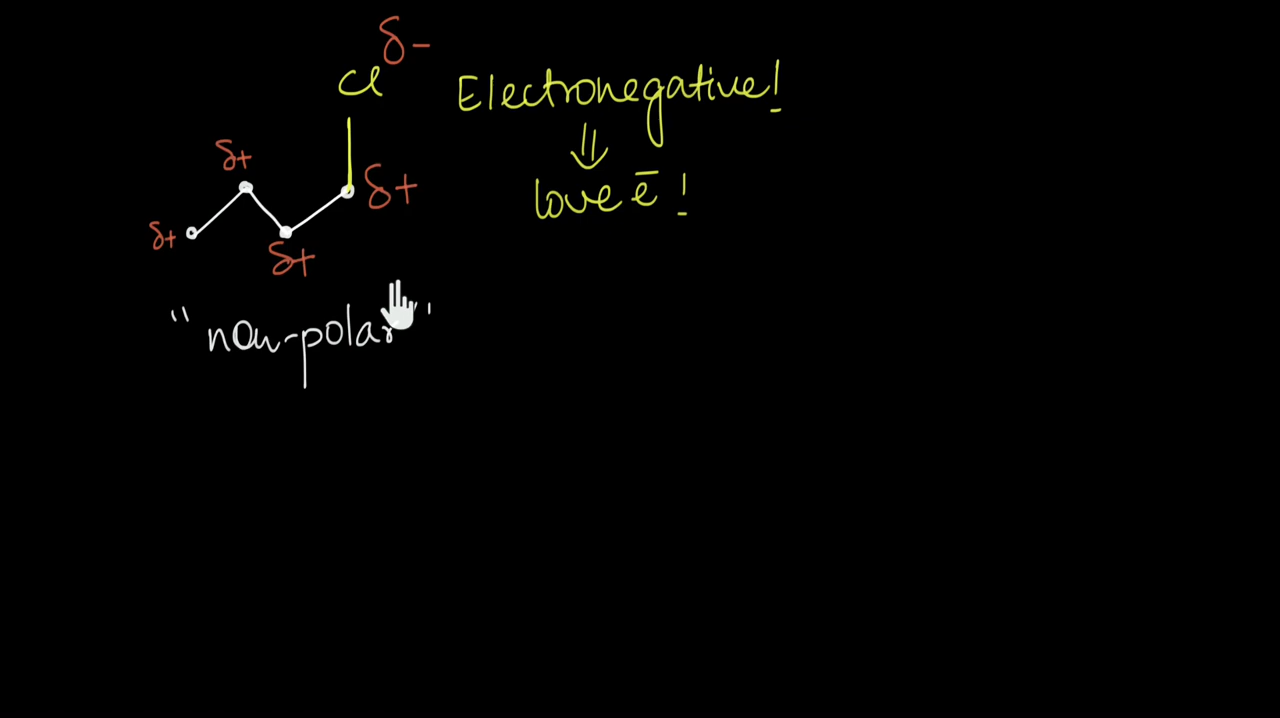 δ-
Cl
Electronegative!
⇓
love e̅ !
δ+
δ+
δ+
δ+
"non-polar"